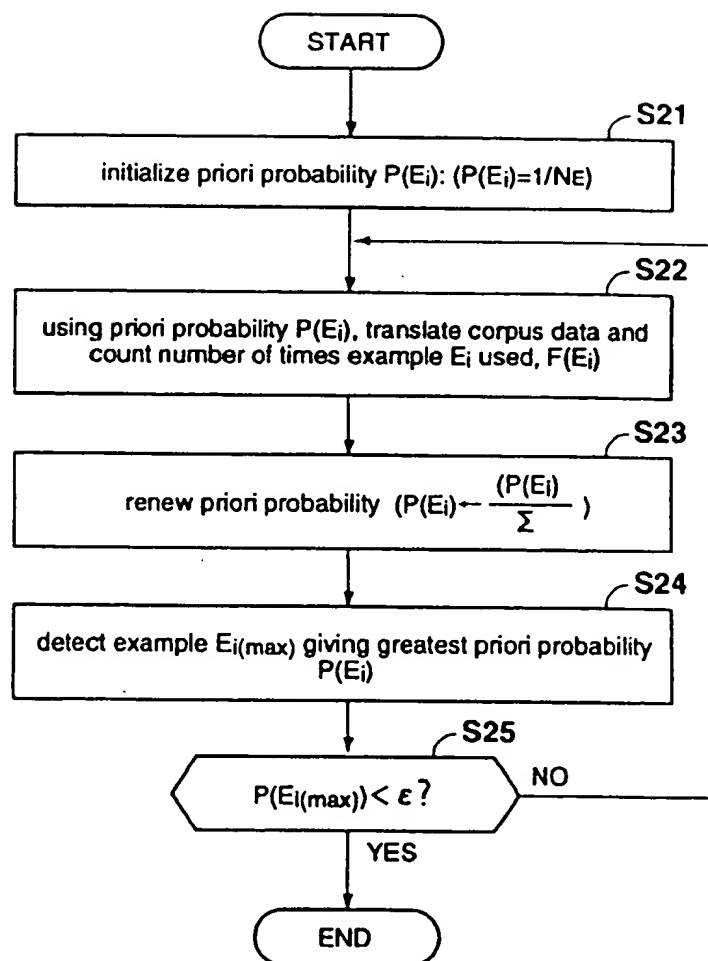 START
S21
initialize priori probability P(Ei): (P(Ei)=1/NE)
S22
using priori probability P(Ei), translate corpus data and
count number of times example Ei used, F(Ei)
S23
renew priori probability (P(Ei)← (P(Ei) / Σ )
S24
detect example Ei(max) giving greatest priori probability
P(Ei)
S25
P(Ei(max))< ε?
NO
YES
END